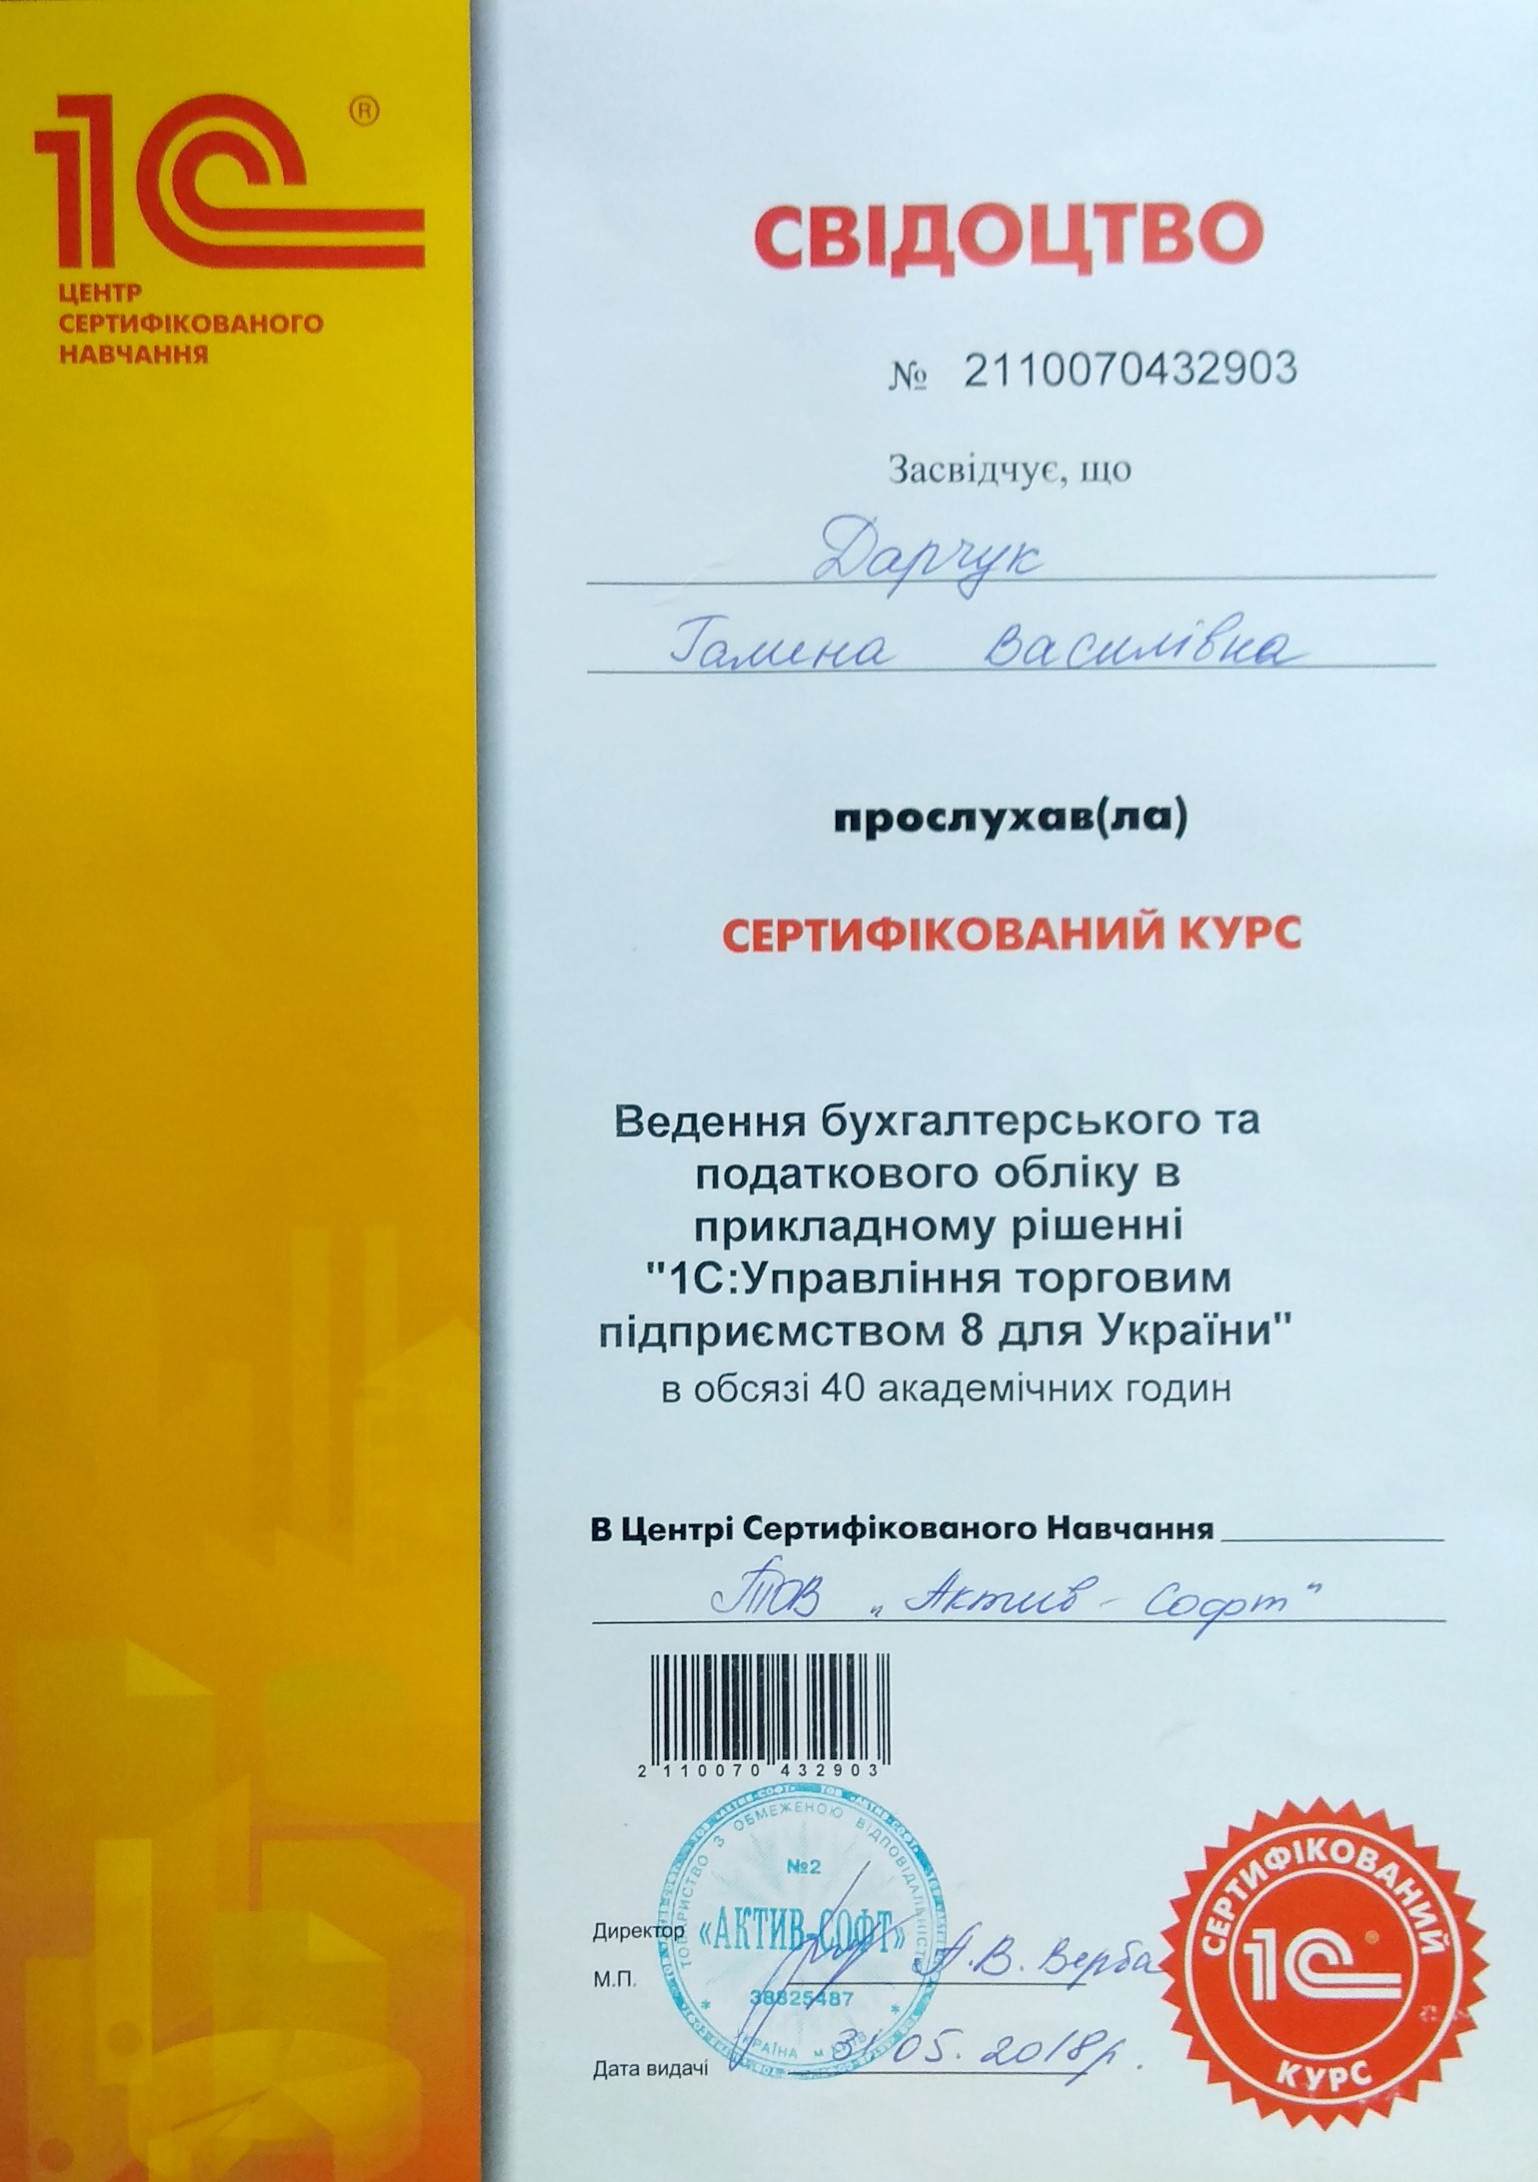 1С®
ЦЕНТР
СЕРТИФІКОВАНОГО
НАВЧАННЯ
СВІДОЦТВО
№ 2110070432903
Засвідчує, що
Дарчук
Галина Василівна
прослухав(ла)
СЕРТИФІКОВАНИЙ КУРС
Ведення бухгалтерського та
податкового обліку в
прикладному рішенні
"1С:Управління торговим
підприємством 8 для України"
в обсязі 40 академічних годин
В Центрі Сертифікованого Навчання
ТОВ „Актив - Софт"
2 110070 432903
ТОВАРИСТВО З ОБМЕЖЕНОЮ ВІДПОВІДАЛЬНІСТЮ
№2
«АКТИВ-СОФТ»
38825487
УКРАЇНА м.
Директор А.В. Верба
М.П.
Дата видачі 31.05.2018р.
СЕРТИФІКОВАНИЙ
1С
КУРС